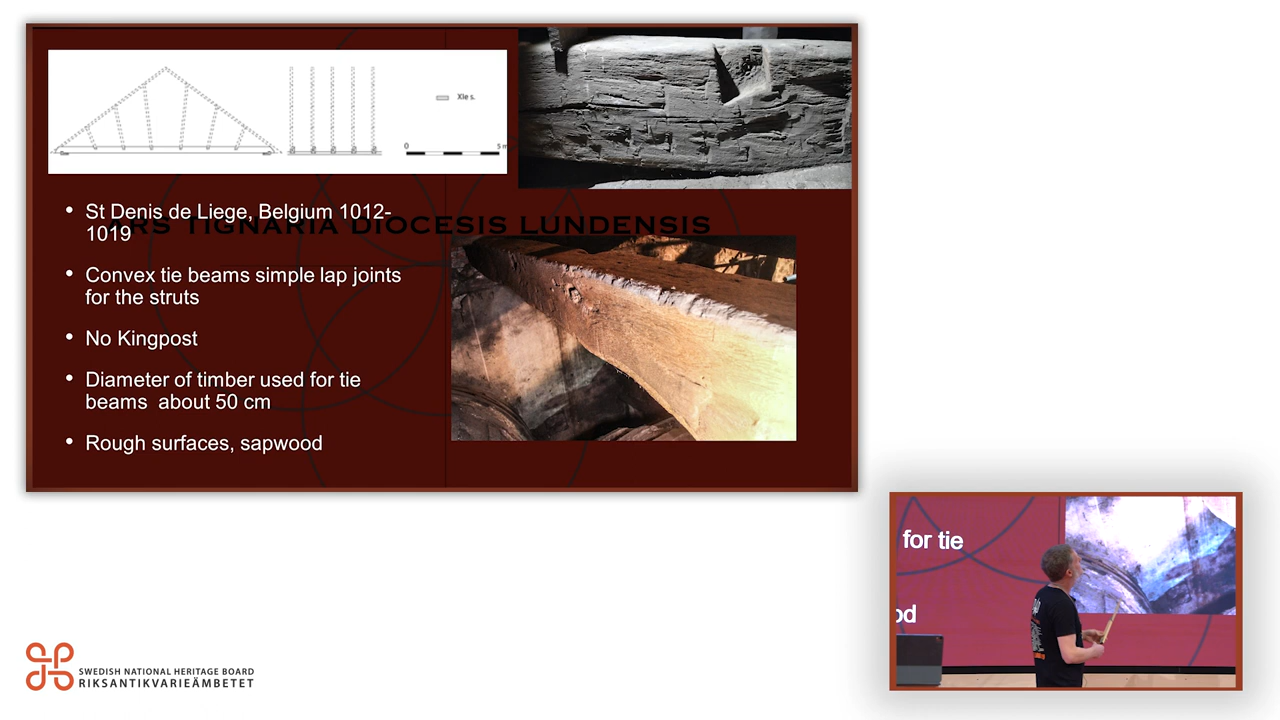 XIe s.
0
5 m
ARS TIGNARIA DIOCESIS LUNDENSIS
• St Denis de Liege, Belgium 1012-
1019
• Convex tie beams simple lap joints
for the struts
• No Kingpost
• Diameter of timber used for tie
beams about 50 cm
• Rough surfaces, sapwood
for tie
od
SWEDISH NATIONAL HERITAGE BOARD
RIKSANTIKVARIEÄMBETET